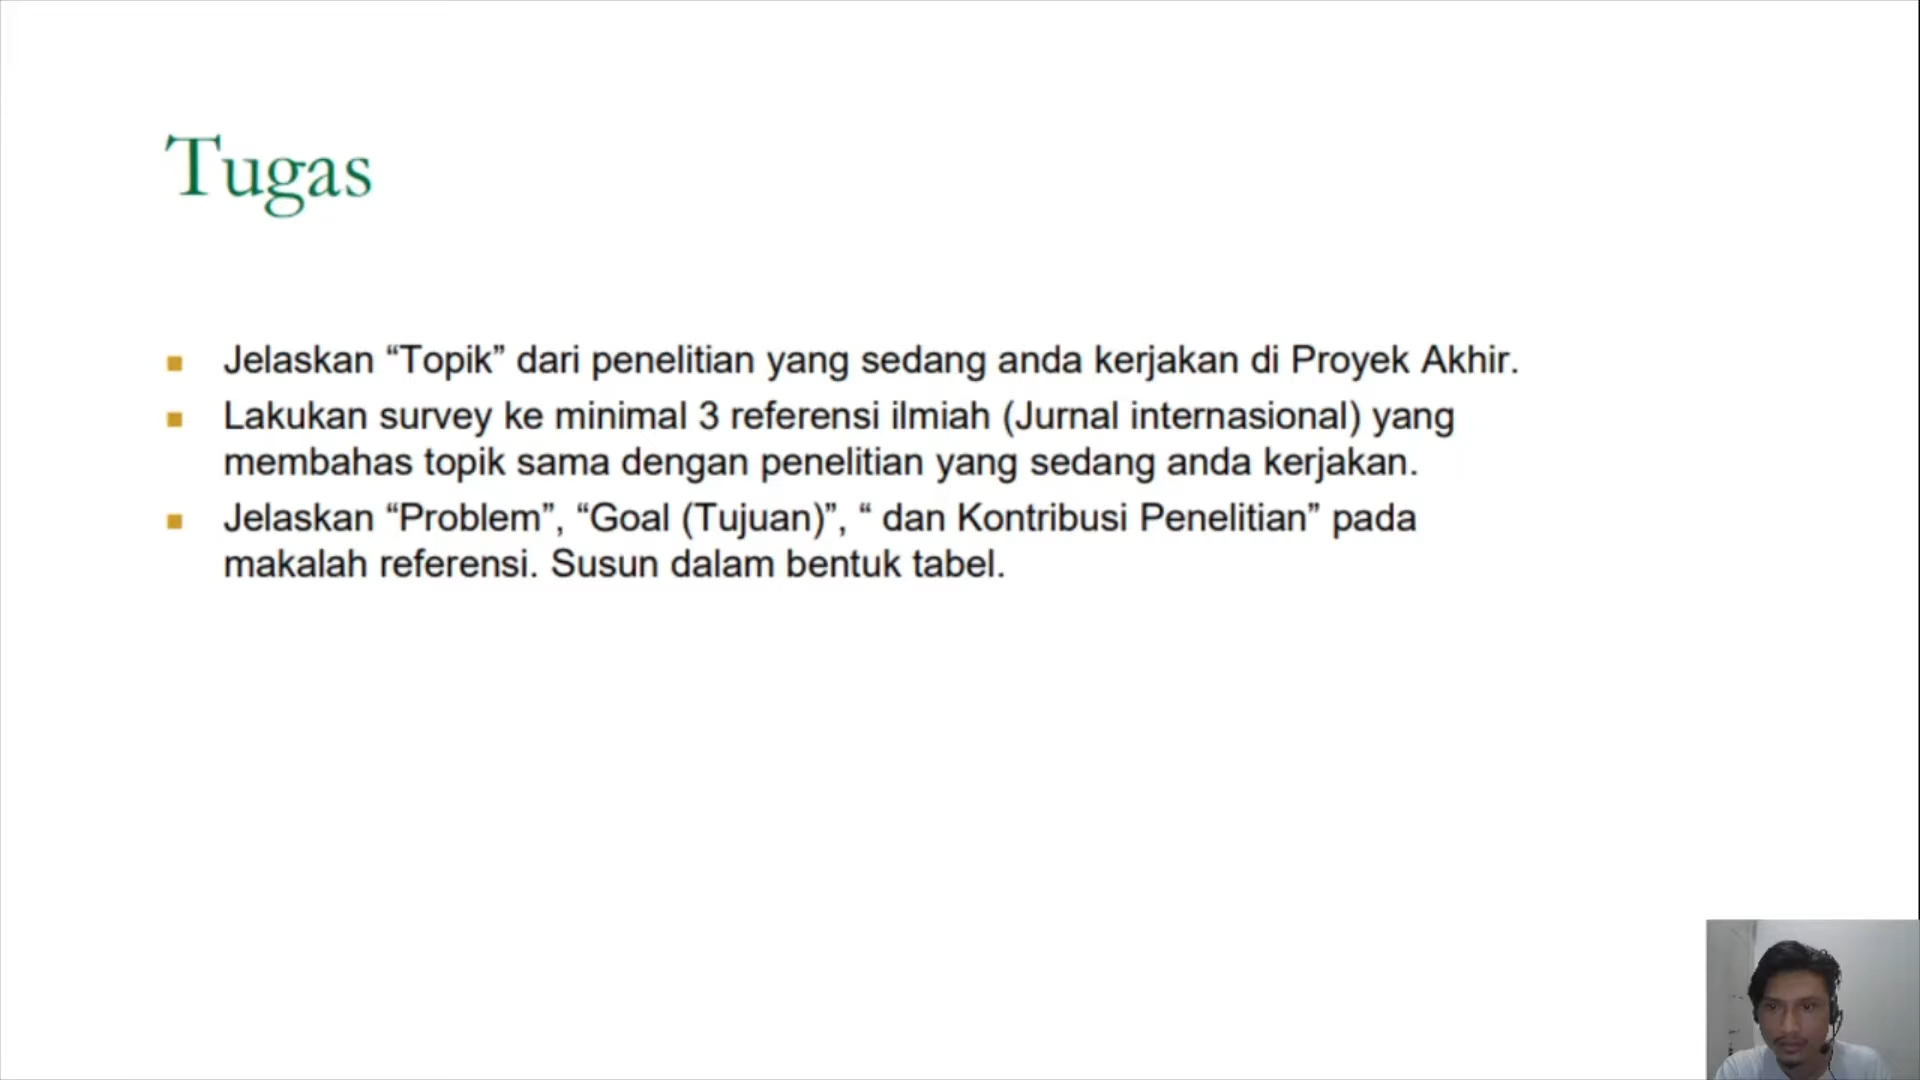 Tugas
Jelaskan “Topik” dari penelitian yang sedang anda kerjakan di Proyek Akhir.
Lakukan survey ke minimal 3 referensi ilmiah (Jurnal internasional) yang
membahas topik sama dengan penelitian yang sedang anda kerjakan.
Jelaskan “Problem”, “Goal (Tujuan)”, “ dan Kontribusi Penelitian” pada
makalah referensi. Susun dalam bentuk tabel.